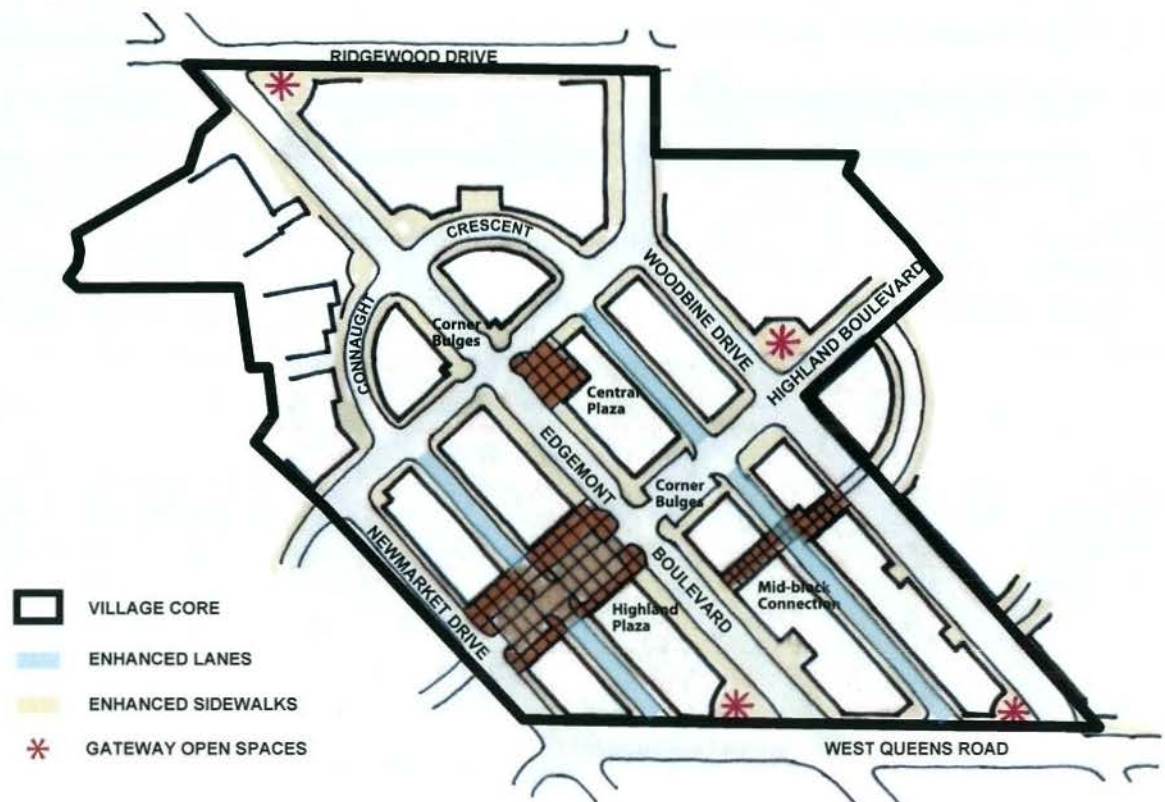 RIDGEWOOD DRIVE
CRESCENT
WOODBINE DRIVE
HIGHLAND BOULEVARD
CONNAUGHT
Corner
Bulges
Central
Plaza
EDGEMONT
Corner
Bulges
NEWMARKET DRIVE
BOULEVARD
Highland
Plaza
Mid-block
Connection
VILLAGE CORE
ENHANCED LANES
ENHANCED SIDEWALKS
GATEWAY OPEN SPACES
WEST QUEENS ROAD